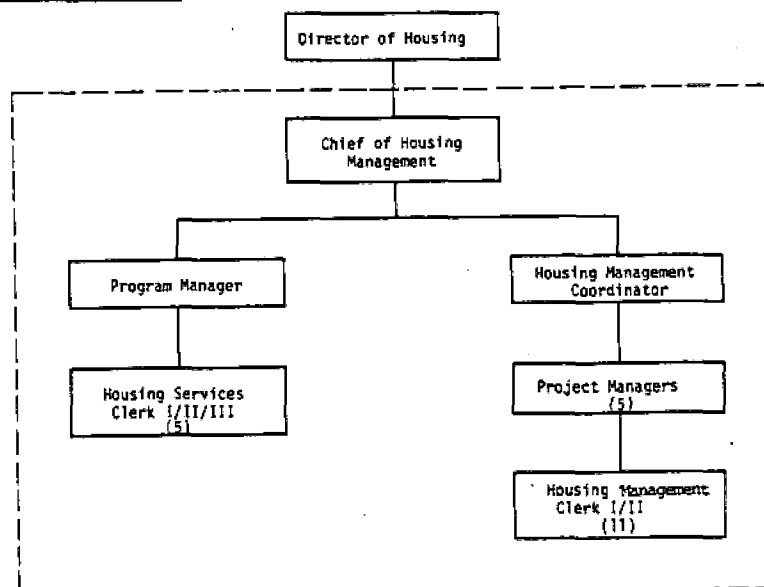 Director of Housing
Chief of Housing
Management
Program Manager
Housing Management
Coordinator
Housing Services
Clerk I/II/III
(5)
Project Managers
(5)
Housing Management
Clerk I/II
(11)